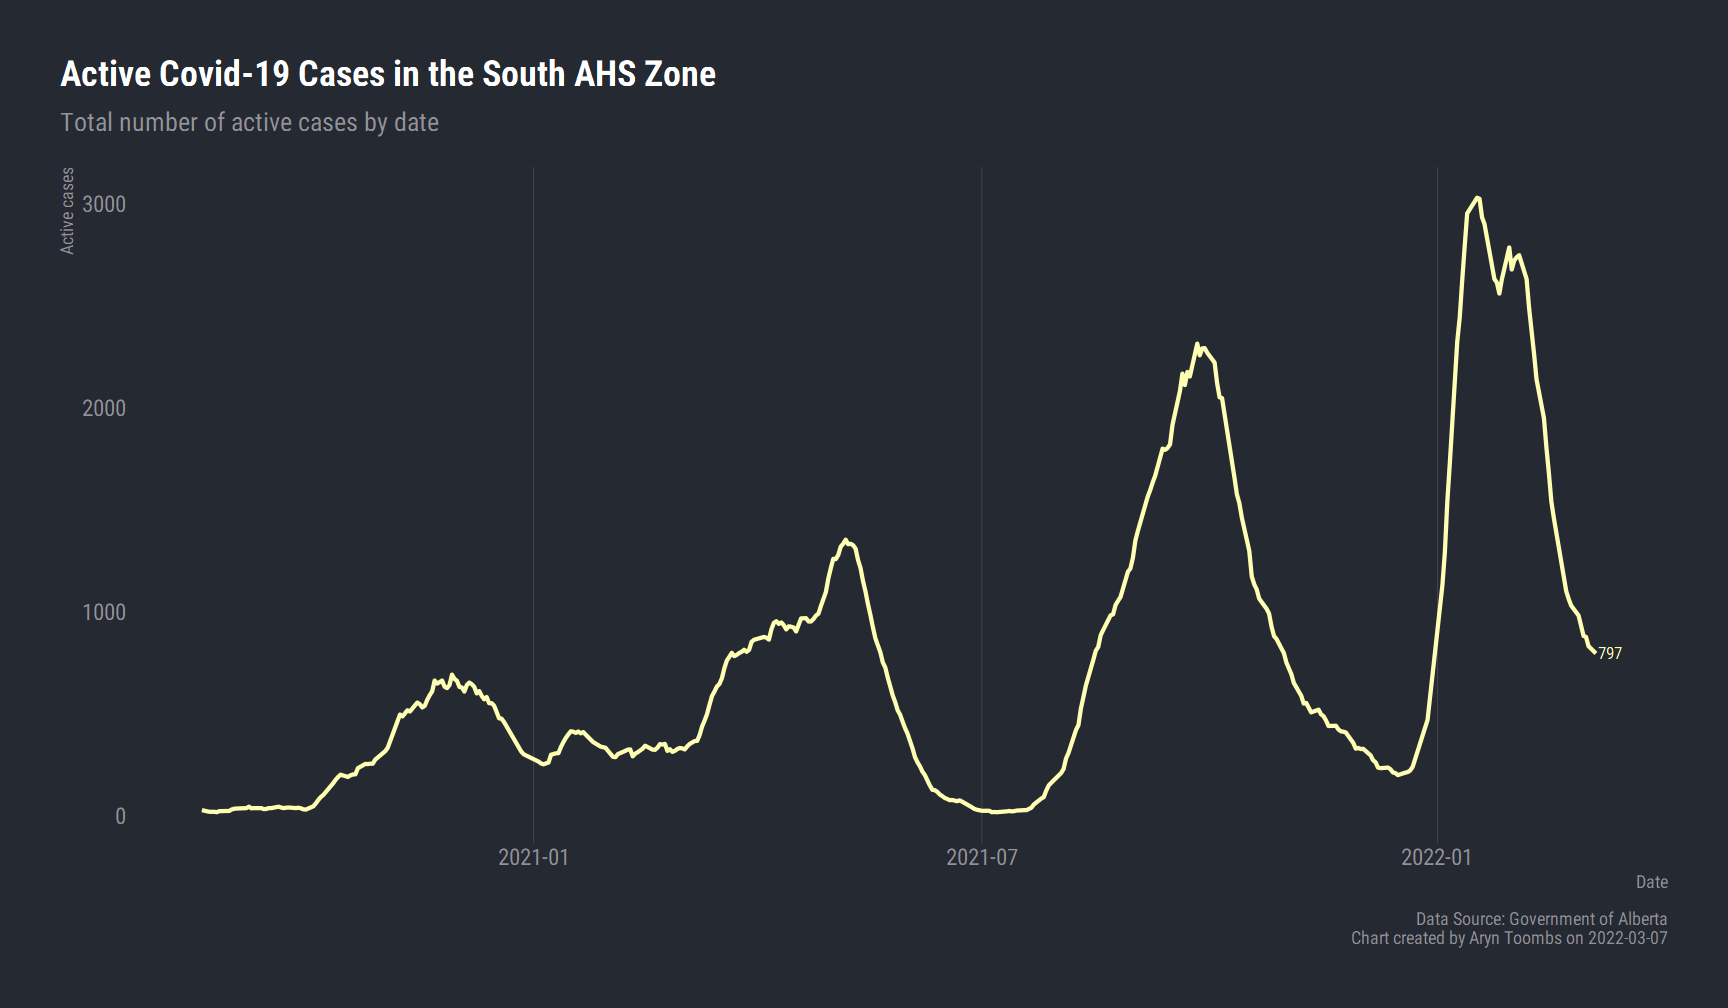 Active Covid-19 Cases in the South AHS Zone
Total number of active cases by date
Active cases
3000
2000
1000
0
797
2021-01
2021-07
2022-01
Date
Data Source: Government of Alberta
Chart created by Aryn Toombs on 2022-03-07